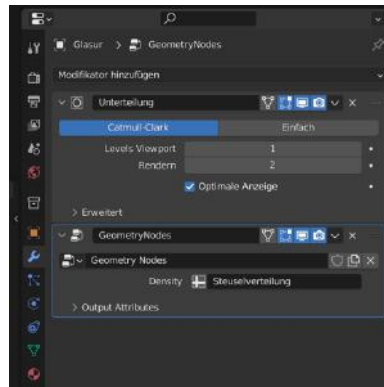 Glasur > GeometryNodes
Modifikator hinzufügen
Unterteilung
Catmull-Clark Einfach
Levels Viewport 1
Rendern 2
Optimale Anzeige
> Erweitert
GeometryNodes
Geometry Nodes
Density Steuselverteilung
> Output Attributes